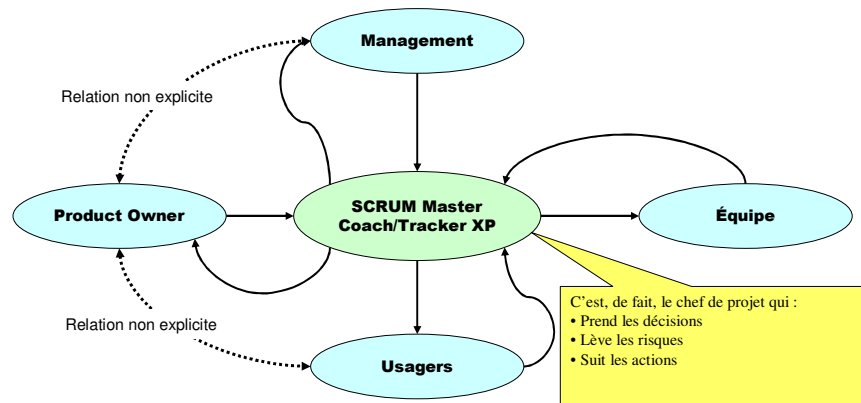 Management
Relation non explicite
SCRUM Master
Coach/Tracker XP
Product Owner
Équipe
C'est, de fait, le chef de projet qui :
• Prend les décisions
• Lève les risques
• Suit les actions
Relation non explicite
Usagers